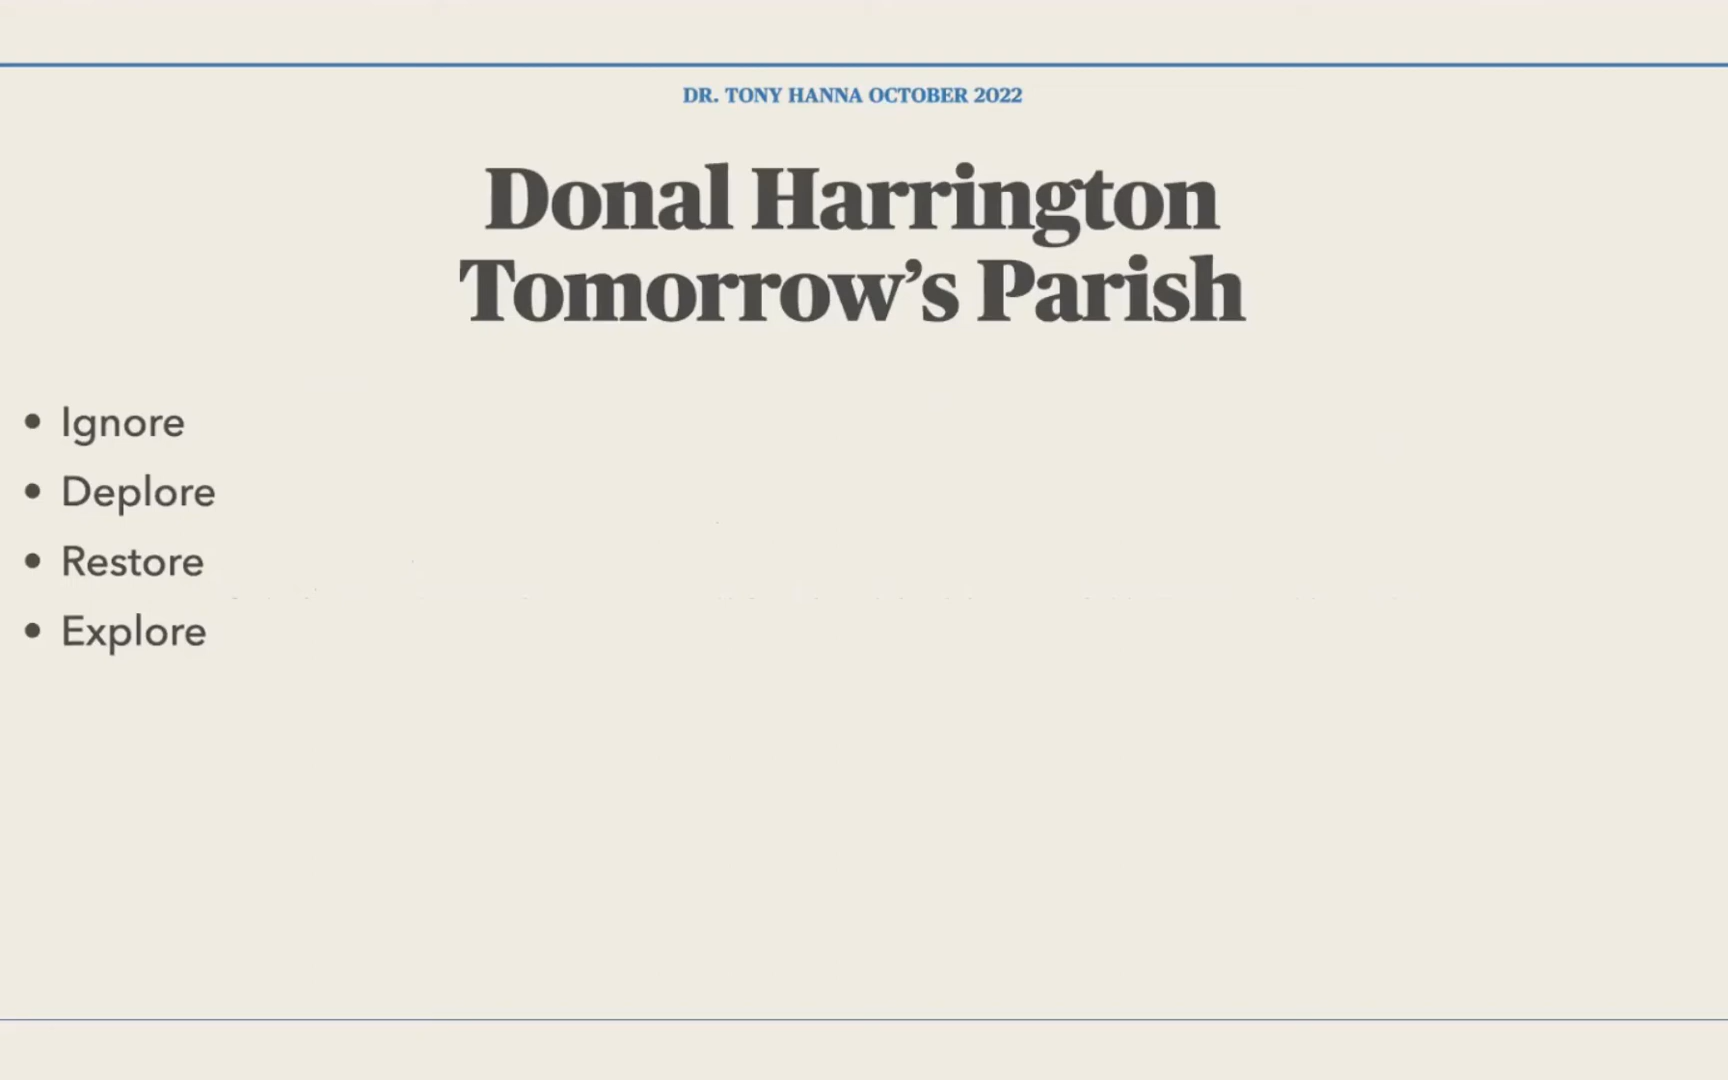 DR. TONY HANNA OCTOBER 2022
Donal Harrington
Tomorrow’s Parish
• Ignore
• Deplore
• Restore
• Explore